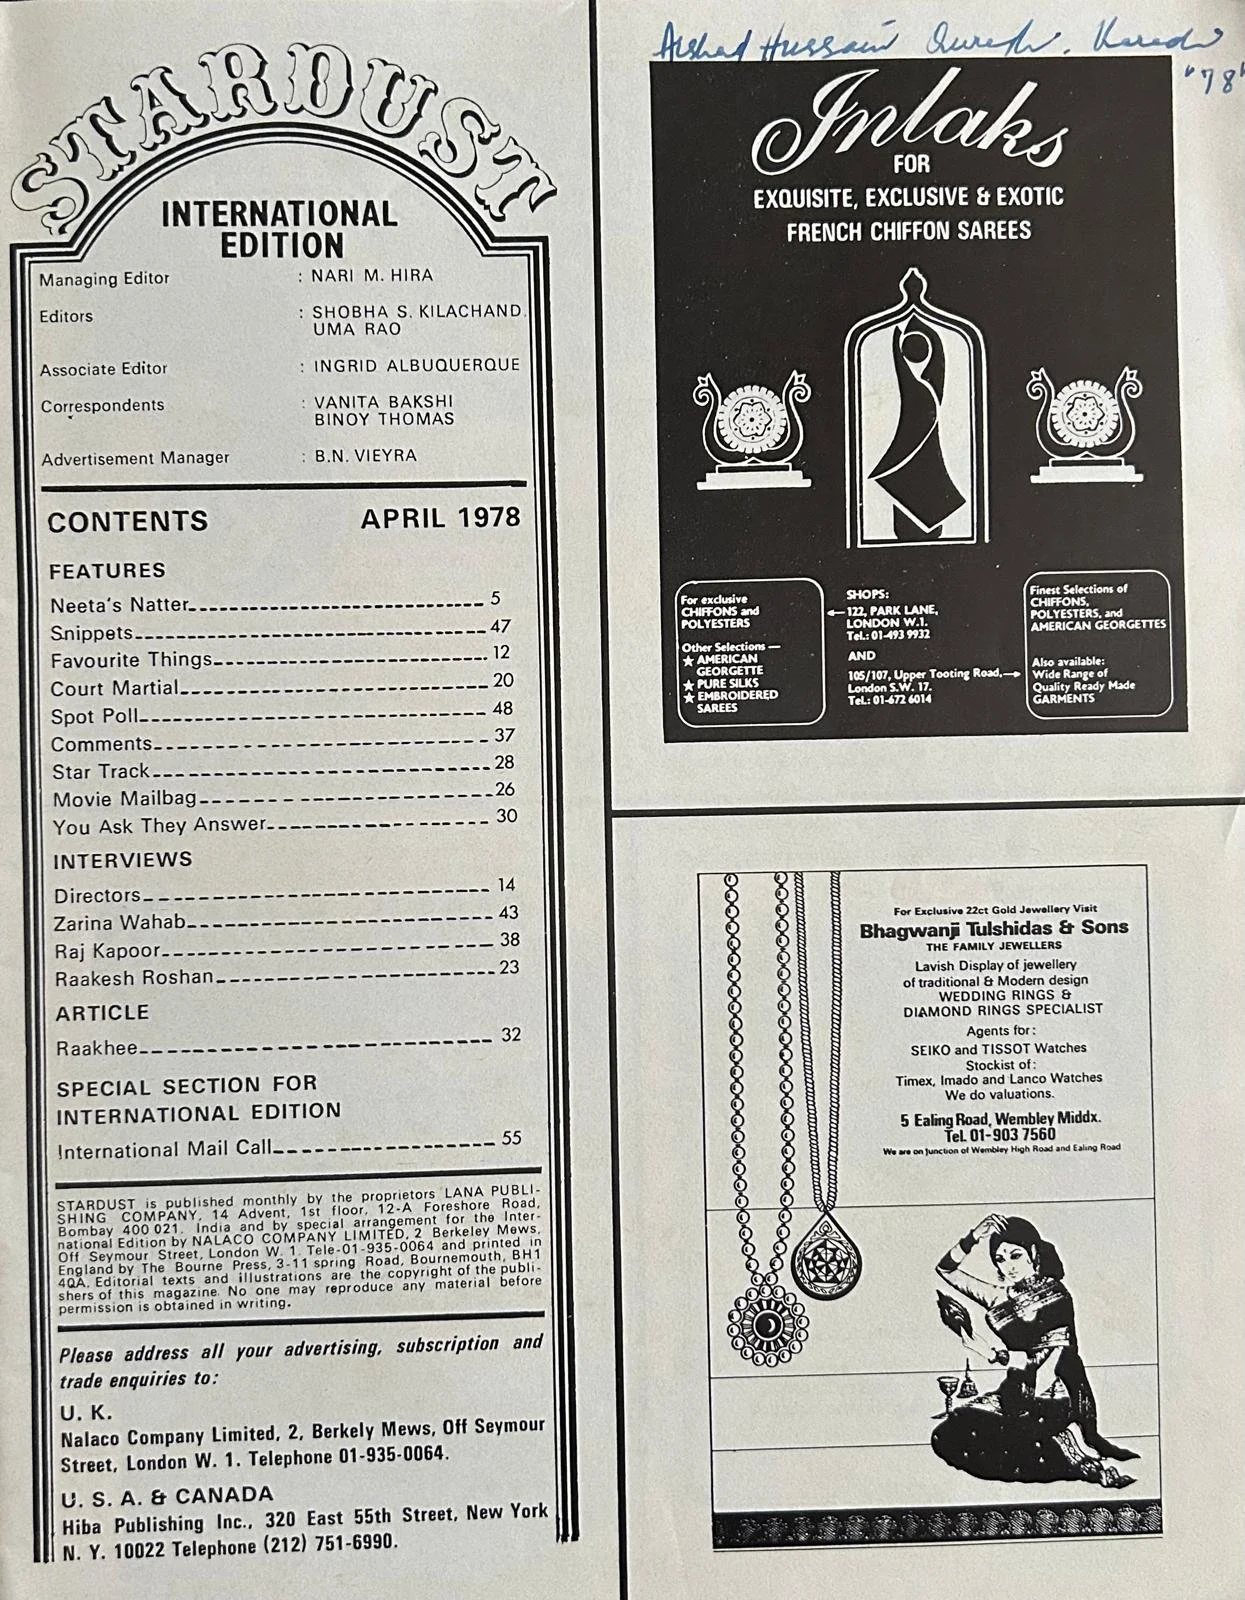 STARDUST
INTERNATIONAL
EDITION
Managing Editor : NARI M. HIRA
Editors : SHOBHA S. KILACHAND
UMA RAO
Associate Editor : INGRID ALBUQUERQUE
Correspondents : VANITA BAKSHI
BINOY THOMAS
Advertisement Manager : B.N. VIEYRA
CONTENTS APRIL 1978
FEATURES
Neeta's Natter 5
Snippets 47
Favourite Things 12
Court Martial 20
Spot Poll 48
Comments 37
Star Track 28
Movie Mailbag 26
You Ask They Answer 30
INTERVIEWS
Directors 14
Zarina Wahab 43
Raj Kapoor 38
Raakesh Roshan 23
ARTICLE
Raakhee 32
SPECIAL SECTION FOR
INTERNATIONAL EDITION
International Mail Call 55
STARDUST is published monthly by the proprietors LANA PUBLI-
SHING COMPANY, 14 Advent, 1st floor, 12-A Foreshore Road,
Bombay 400 021. India and by special arrangement for the Inter-
national Edition by NALACO COMPANY LIMITED, 2 Berkeley Mews,
Off Seymour Street, London W. 1. Tele-01-935-0064 and printed in
England by The Bourne Press, 3-11 spring Road, Bournemouth, BH1
4QA. Editorial texts and illustrations are the copyright of the publi-
shers of this magazine. No one may reproduce any material before
permission is obtained in writing.
Please address all your advertising, subscription and
trade enquiries to:
U. K.
Nalaco Company Limited, 2, Berkely Mews, Off Seymour
Street, London W. 1. Telephone 01-935-0064.
U. S. A. & CANADA
Hiba Publishing Inc., 320 East 55th Street, New York
N. Y. 10022 Telephone (212) 751-6990.
Arshad Hussain
"78"
Inlaks
FOR
EXQUISITE, EXCLUSIVE & EXOTIC
FRENCH CHIFFON SAREES
For exclusive
CHIFFONS and
POLYESTERS
Other Selections —
★ AMERICAN
GEORGETTE
★ PURE SILKS
★ EMBROIDERED
SAREES
SHOPS:
←122, PARK LANE,
LONDON W.1.
Tel.: 01-493 9932
AND
105/107, Upper Tooting Road,→
London S.W. 17.
Tel.: 01-672 6014
Finest Selections of
CHIFFONS,
POLYESTERS, and
AMERICAN GEORGETTES
Also available:
Wide Range of
Quality Ready Made
GARMENTS
For Exclusive 22ct Gold Jewellery Visit
Bhagwanji Tulshidas & Sons
THE FAMILY JEWELLERS
Lavish Display of jewellery
of traditional & Modern design
WEDDING RINGS &
DIAMOND RINGS SPECIALIST
Agents for:
SEIKO and TISSOT Watches
Stockist of:
Timex, Imado and Lanco Watches
We do valuations.
5 Ealing Road, Wembley Middx.
Tel. 01-903 7560
We are on junction of Wembley High Road and Ealing Road